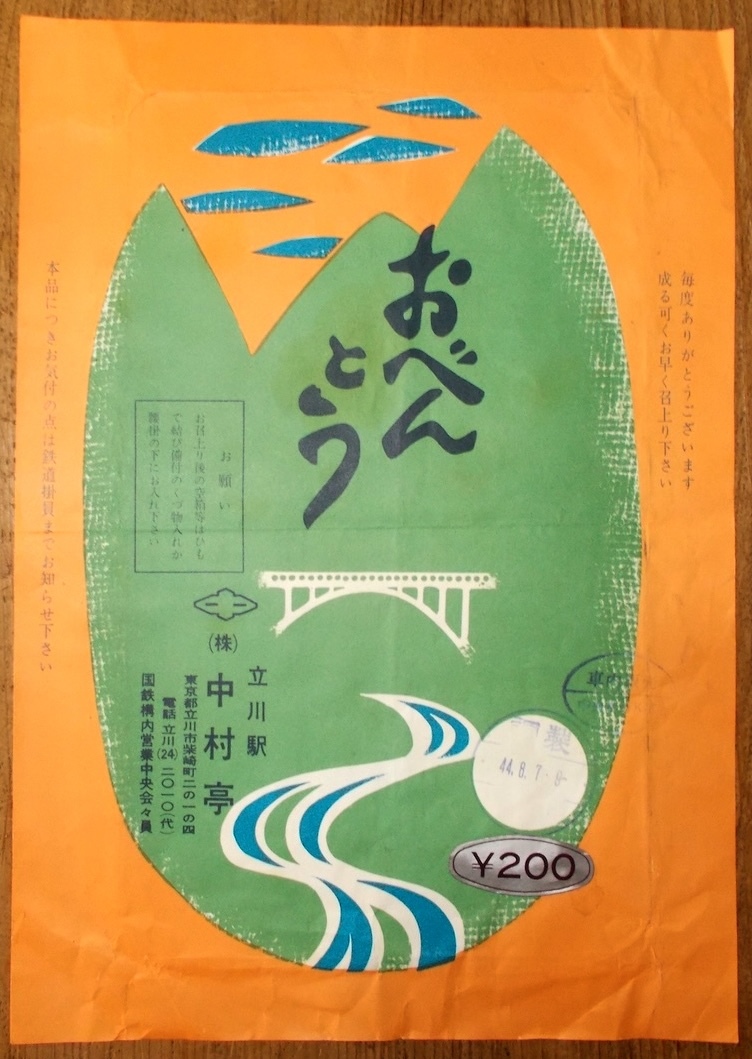 毎度ありがとうございます
成る可くお早く召上り下さい
おべん
とう
お願い
お召上り後の空箱等はひも
で結び備付のくづ物入れか
腰掛の下にお入れ下さい
立川駅
(株)中村亭
東京都立川市柴崎町二の一の四
電話立川(24)二〇一〇(代)
国鉄構内営業中央会々員
本品につきお気付の点は鉄道掛員までお知らせ下さい
車内
製
44.8.7
¥200